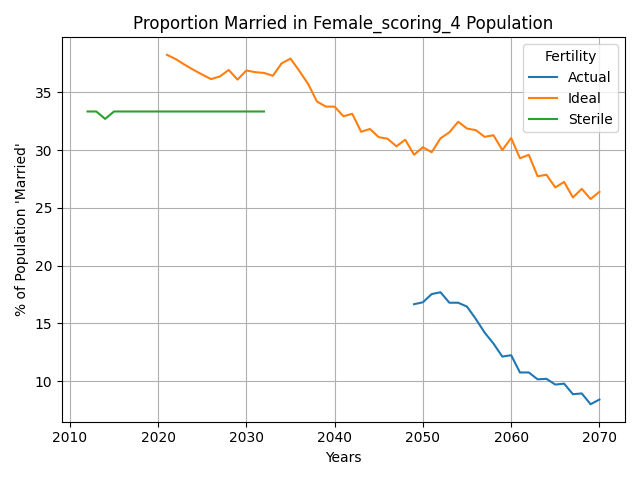 Proportion Married in Female_scoring_4 Population
Fertility
Actual
Ideal
Sterile
% of Population 'Married'
35
30
25
20
15
10
2010 2020 2030 2040 2050 2060 2070
Years